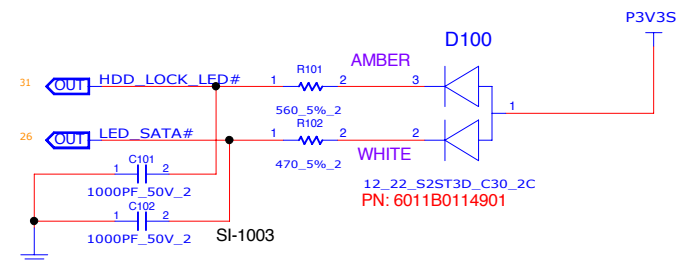 P3V3S
D100
AMBER
31 OUT HDD_LOCK_LED# 1 R101 2 3
560_5%_2
1
R102
26 OUT LED_SATA# 1 2 2
WHITE
470_5%_2
C101
1 2
1000PF_50V_2
12_22_S2ST3D_C30_2C
PN: 6011B0114901
C102
1 2
1000PF_50V_2
SI-1003